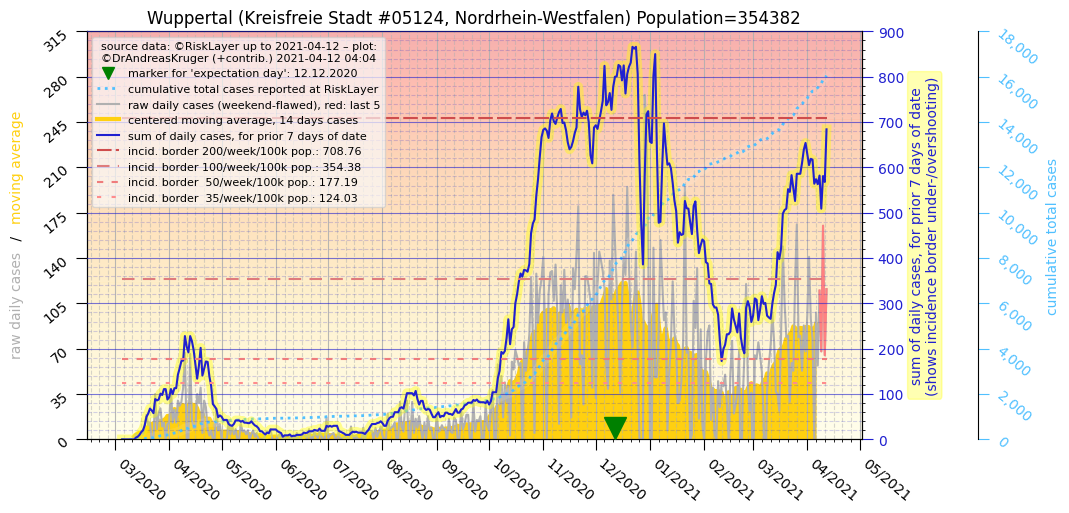 Wuppertal (Kreisfreie Stadt #05124, Nordrhein-Westfalen) Population=354382
source data: ©RiskLayer up to 2021-04-12 – plot:
©DrAndreasKruger (+contrib.) 2021-04-12 04:04
marker for 'expectation day': 12.12.2020
cumulative total cases reported at RiskLayer
raw daily cases (weekend-flawed), red: last 5
centered moving average, 14 days cases
sum of daily cases, for prior 7 days of date
incid. border 200/week/100k pop.: 708.76
incid. border 100/week/100k pop.: 354.38
incid. border  50/week/100k pop.: 177.19
incid. border  35/week/100k pop.: 124.03
raw daily cases  /  moving average
315
280
245
210
175
140
105
70
35
0
03/2020
04/2020
05/2020
06/2020
07/2020
08/2020
09/2020
10/2020
11/2020
12/2020
01/2021
02/2021
03/2021
04/2021
05/2021
900
800
700
600
500
400
300
200
100
0
sum of daily cases, for prior 7 days of date
(shows incidence border under-/overshooting)
18,000
16,000
14,000
12,000
10,000
8,000
6,000
4,000
2,000
0
cumulative total cases